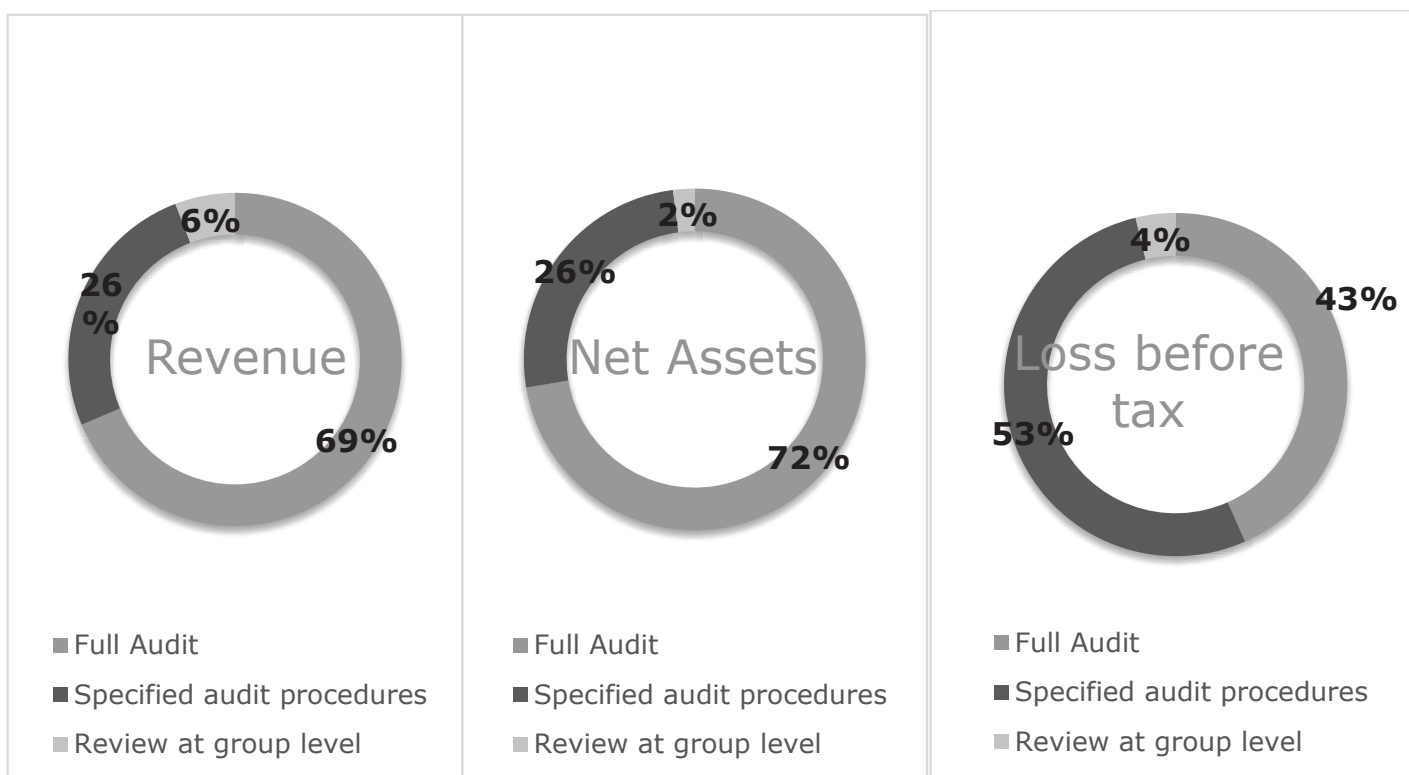 6%
26
%
Revenue
69%
Full Audit
Specified audit procedures
Review at group level
2%
26%
Net Assets
72%
Full Audit
Specified audit procedures
Review at group level
4%
43%
Loss before
tax
53%
Full Audit
Specified audit procedures
Review at group level